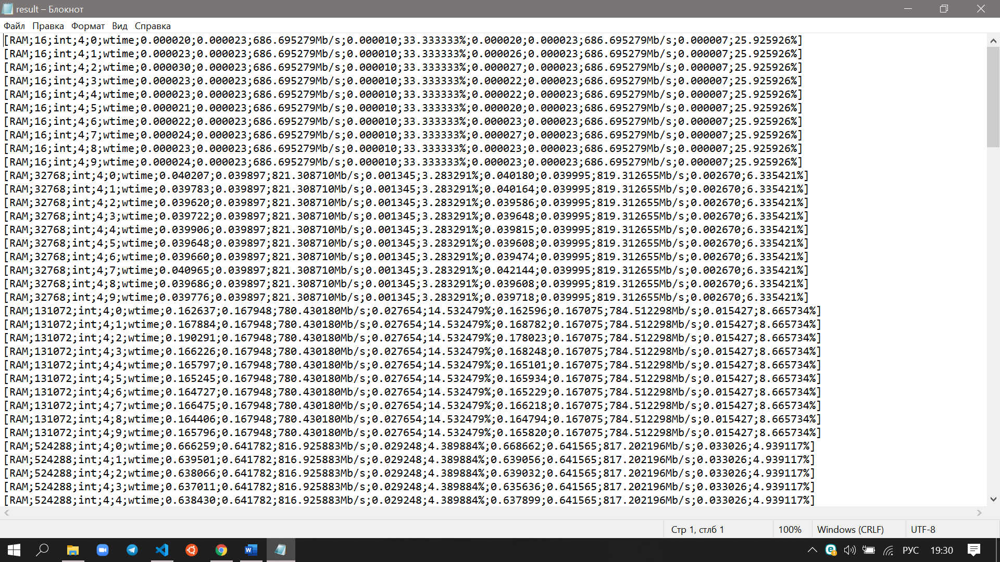 result – Блокнот
Файл Правка Формат Вид Справка
[RAM;16;int;4;0;wtime;0.000020;0.000023;686.695279Mb/s;0.000010;33.333333%;0.000020;0.000023;686.695279Mb/s;0.000007;25.925926%]
[RAM;16;int;4;1;wtime;0.000023;0.000023;686.695279Mb/s;0.000010;33.333333%;0.000026;0.000023;686.695279Mb/s;0.000007;25.925926%]
[RAM;16;int;4;2;wtime;0.000030;0.000023;686.695279Mb/s;0.000010;33.333333%;0.000027;0.000023;686.695279Mb/s;0.000007;25.925926%]
[RAM;16;int;4;3;wtime;0.000023;0.000023;686.695279Mb/s;0.000010;33.333333%;0.000022;0.000023;686.695279Mb/s;0.000007;25.925926%]
[RAM;16;int;4;4;wtime;0.000023;0.000023;686.695279Mb/s;0.000010;33.333333%;0.000022;0.000023;686.695279Mb/s;0.000007;25.925926%]
[RAM;16;int;4;5;wtime;0.000021;0.000023;686.695279Mb/s;0.000010;33.333333%;0.000020;0.000023;686.695279Mb/s;0.000007;25.925926%]
[RAM;16;int;4;6;wtime;0.000022;0.000023;686.695279Mb/s;0.000010;33.333333%;0.000023;0.000023;686.695279Mb/s;0.000007;25.925926%]
[RAM;16;int;4;7;wtime;0.000024;0.000023;686.695279Mb/s;0.000010;33.333333%;0.000027;0.000023;686.695279Mb/s;0.000007;25.925926%]
[RAM;16;int;4;8;wtime;0.000023;0.000023;686.695279Mb/s;0.000010;33.333333%;0.000023;0.000023;686.695279Mb/s;0.000007;25.925926%]
[RAM;16;int;4;9;wtime;0.000024;0.000023;686.695279Mb/s;0.000010;33.333333%;0.000023;0.000023;686.695279Mb/s;0.000007;25.925926%]
[RAM;32768;int;4;0;wtime;0.040207;0.039897;821.308710Mb/s;0.001345;3.283291%;0.040180;0.039995;819.312655Mb/s;0.002670;6.335421%]
[RAM;32768;int;4;1;wtime;0.039783;0.039897;821.308710Mb/s;0.001345;3.283291%;0.040164;0.039995;819.312655Mb/s;0.002670;6.335421%]
[RAM;32768;int;4;2;wtime;0.039620;0.039897;821.308710Mb/s;0.001345;3.283291%;0.039586;0.039995;819.312655Mb/s;0.002670;6.335421%]
[RAM;32768;int;4;3;wtime;0.039722;0.039897;821.308710Mb/s;0.001345;3.283291%;0.039648;0.039995;819.312655Mb/s;0.002670;6.335421%]
[RAM;32768;int;4;4;wtime;0.039906;0.039897;821.308710Mb/s;0.001345;3.283291%;0.039815;0.039995;819.312655Mb/s;0.002670;6.335421%]
[RAM;32768;int;4;5;wtime;0.039648;0.039897;821.308710Mb/s;0.001345;3.283291%;0.039608;0.039995;819.312655Mb/s;0.002670;6.335421%]
[RAM;32768;int;4;6;wtime;0.039660;0.039897;821.308710Mb/s;0.001345;3.283291%;0.039474;0.039995;819.312655Mb/s;0.002670;6.335421%]
[RAM;32768;int;4;7;wtime;0.040965;0.039897;821.308710Mb/s;0.001345;3.283291%;0.042144;0.039995;819.312655Mb/s;0.002670;6.335421%]
[RAM;32768;int;4;8;wtime;0.039686;0.039897;821.308710Mb/s;0.001345;3.283291%;0.039608;0.039995;819.312655Mb/s;0.002670;6.335421%]
[RAM;32768;int;4;9;wtime;0.039776;0.039897;821.308710Mb/s;0.001345;3.283291%;0.039718;0.039995;819.312655Mb/s;0.002670;6.335421%]
[RAM;131072;int;4;0;wtime;0.162637;0.167948;780.430180Mb/s;0.027654;14.532479%;0.162596;0.167075;784.512298Mb/s;0.015427;8.665734%]
[RAM;131072;int;4;1;wtime;0.167884;0.167948;780.430180Mb/s;0.027654;14.532479%;0.168782;0.167075;784.512298Mb/s;0.015427;8.665734%]
[RAM;131072;int;4;2;wtime;0.190291;0.167948;780.430180Mb/s;0.027654;14.532479%;0.178023;0.167075;784.512298Mb/s;0.015427;8.665734%]
[RAM;131072;int;4;3;wtime;0.166226;0.167948;780.430180Mb/s;0.027654;14.532479%;0.168248;0.167075;784.512298Mb/s;0.015427;8.665734%]
[RAM;131072;int;4;4;wtime;0.165797;0.167948;780.430180Mb/s;0.027654;14.532479%;0.165101;0.167075;784.512298Mb/s;0.015427;8.665734%]
[RAM;131072;int;4;5;wtime;0.165245;0.167948;780.430180Mb/s;0.027654;14.532479%;0.165934;0.167075;784.512298Mb/s;0.015427;8.665734%]
[RAM;131072;int;4;6;wtime;0.164727;0.167948;780.430180Mb/s;0.027654;14.532479%;0.165229;0.167075;784.512298Mb/s;0.015427;8.665734%]
[RAM;131072;int;4;7;wtime;0.166475;0.167948;780.430180Mb/s;0.027654;14.532479%;0.166218;0.167075;784.512298Mb/s;0.015427;8.665734%]
[RAM;131072;int;4;8;wtime;0.164406;0.167948;780.430180Mb/s;0.027654;14.532479%;0.164794;0.167075;784.512298Mb/s;0.015427;8.665734%]
[RAM;131072;int;4;9;wtime;0.165796;0.167948;780.430180Mb/s;0.027654;14.532479%;0.165820;0.167075;784.512298Mb/s;0.015427;8.665734%]
[RAM;524288;int;4;0;wtime;0.666259;0.641782;816.925883Mb/s;0.029248;4.389884%;0.668662;0.641565;817.202196Mb/s;0.033026;4.939117%]
[RAM;524288;int;4;1;wtime;0.639501;0.641782;816.925883Mb/s;0.029248;4.389884%;0.639056;0.641565;817.202196Mb/s;0.033026;4.939117%]
[RAM;524288;int;4;2;wtime;0.638066;0.641782;816.925883Mb/s;0.029248;4.389884%;0.639032;0.641565;817.202196Mb/s;0.033026;4.939117%]
[RAM;524288;int;4;3;wtime;0.637011;0.641782;816.925883Mb/s;0.029248;4.389884%;0.635636;0.641565;817.202196Mb/s;0.033026;4.939117%]
[RAM;524288;int;4;4;wtime;0.638430;0.641782;816.925883Mb/s;0.029248;4.389884%;0.637899;0.641565;817.202196Mb/s;0.033026;4.939117%]
Стр 1, стлб 1 100% Windows (CRLF) UTF-8
РУС 19:30